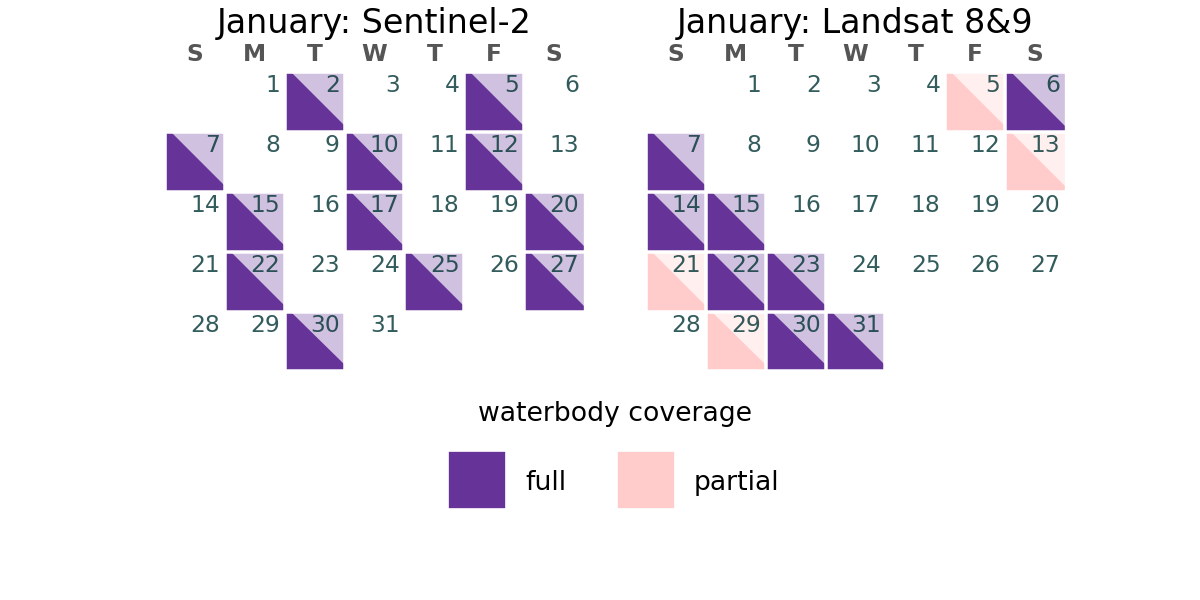 January: Sentinel-2
S M T W T F S
1 2 3 4 5 6
7 8 9 10 11 12 13
14 15 16 17 18 19 20
21 22 23 24 25 26 27
28 29 30 31
January: Landsat 8&9
S M T W T F S
1 2 3 4 5 6
7 8 9 10 11 12 13
14 15 16 17 18 19 20
21 22 23 24 25 26 27
28 29 30 31
waterbody coverage
full partial